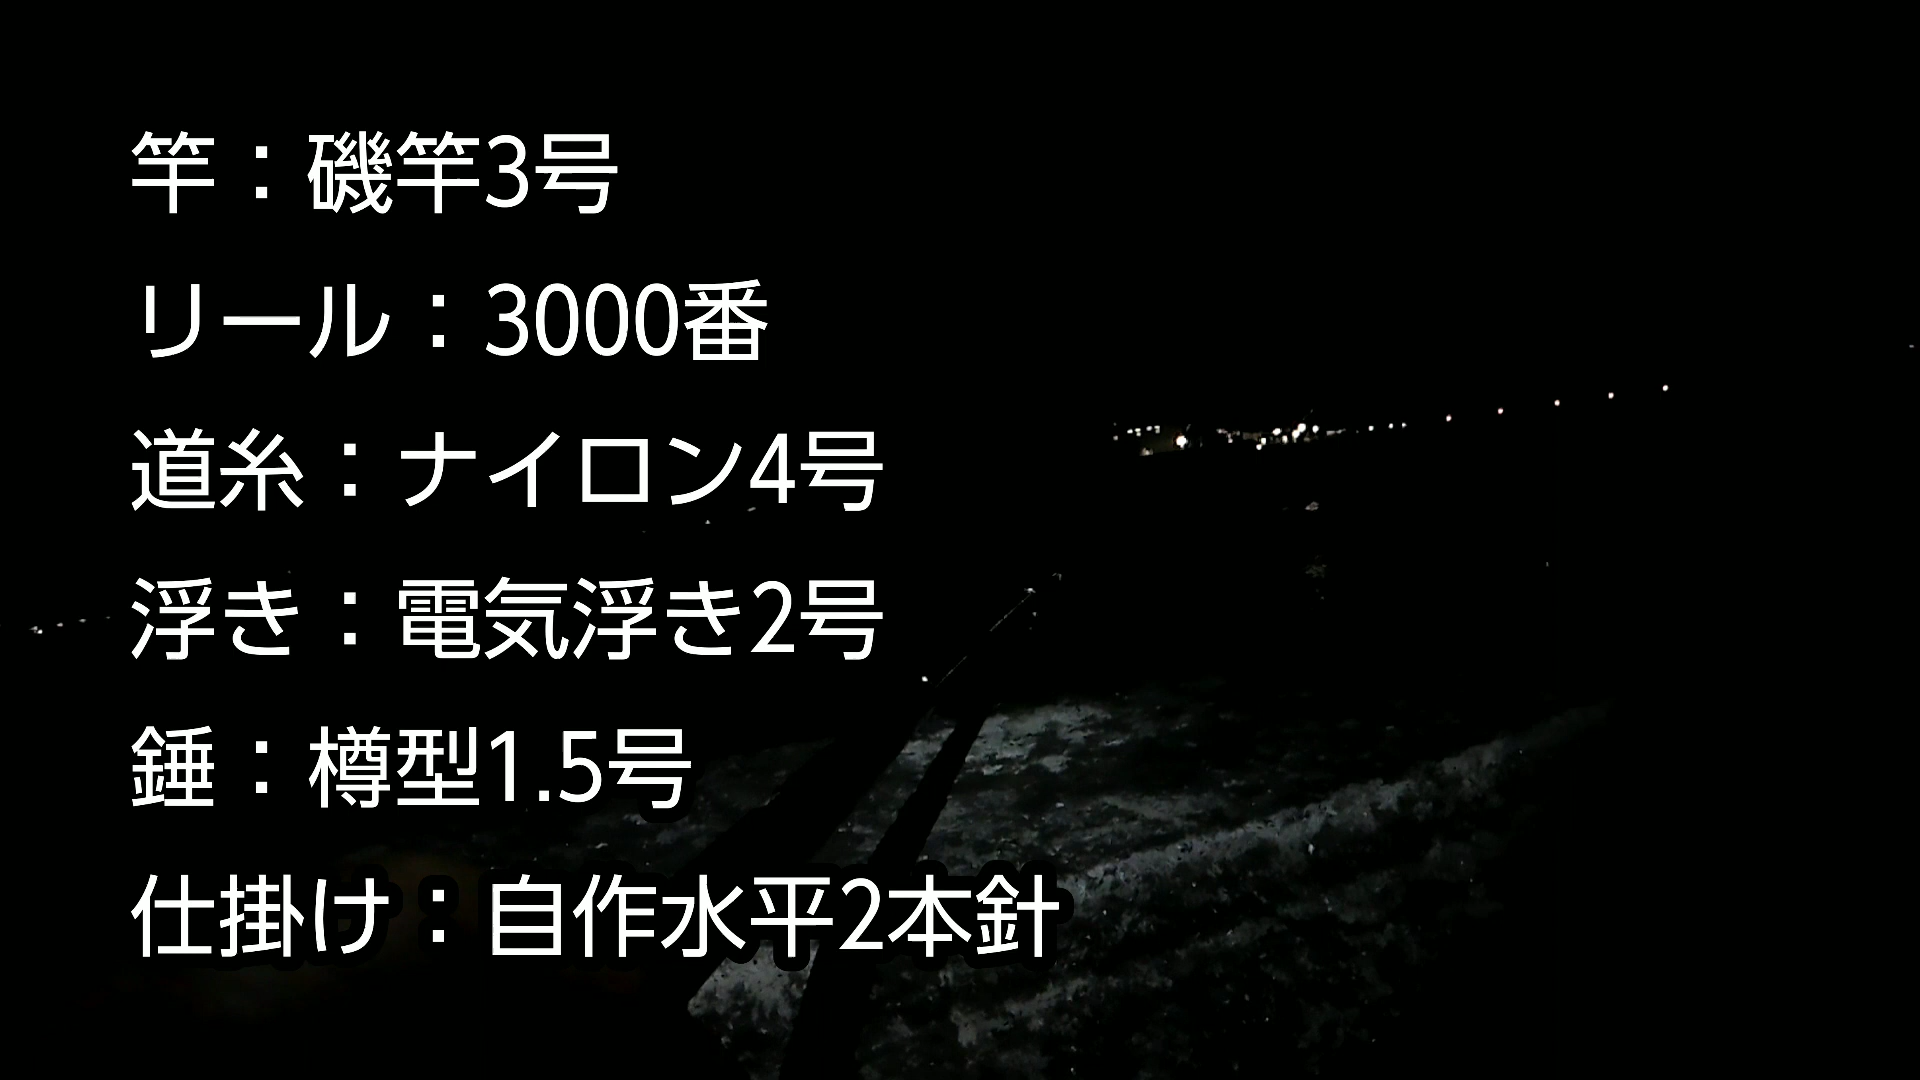 竿：磯竿3号
リール：3000番
道糸：ナイロン4号
浮き：電気浮き2号
錘：樽型1.5号
仕掛け：自作水平2本針